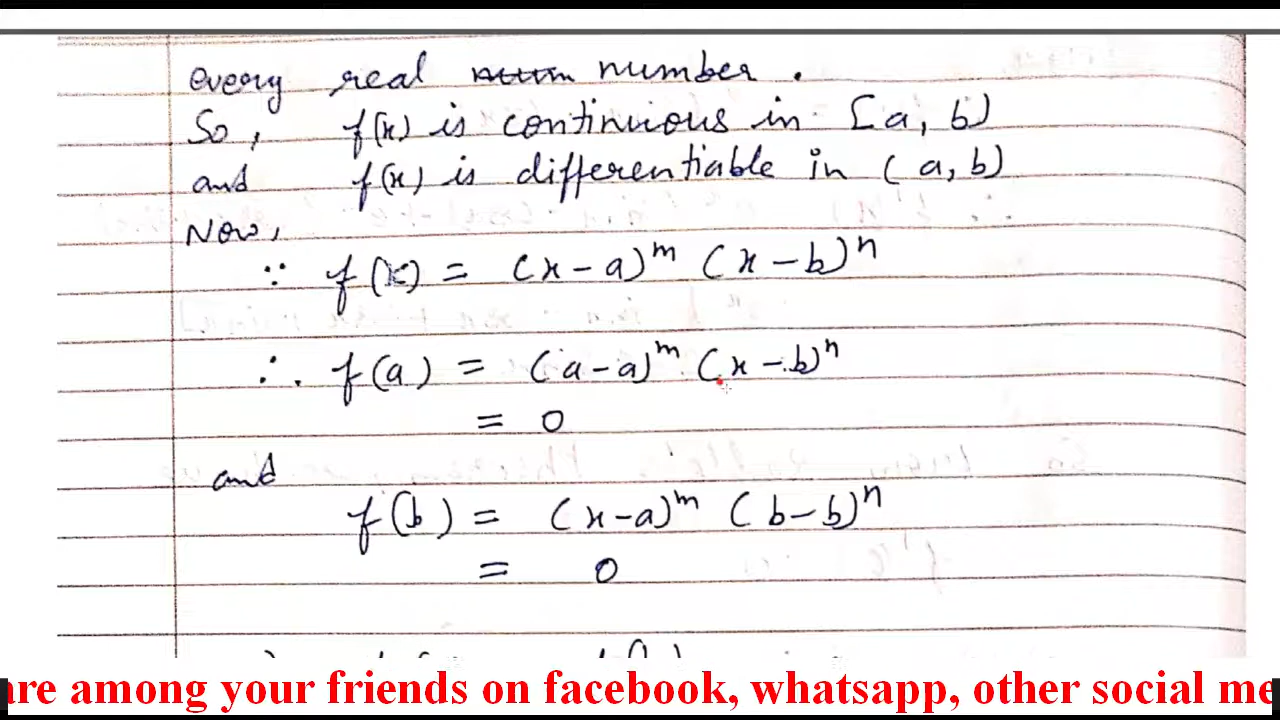 every real number .
So, f(x) is continuous in [a, b)
and f(x) is differentiable in (a, b)
Now,
∵ f(x) = (x-a)^m (x-b)^n
∴ f(a) = (a-a)^m (x-b)^n
= 0
and
f(b) = (x-a)^m (b-b)^n
= 0
are among your friends on facebook, whatsapp, other social me